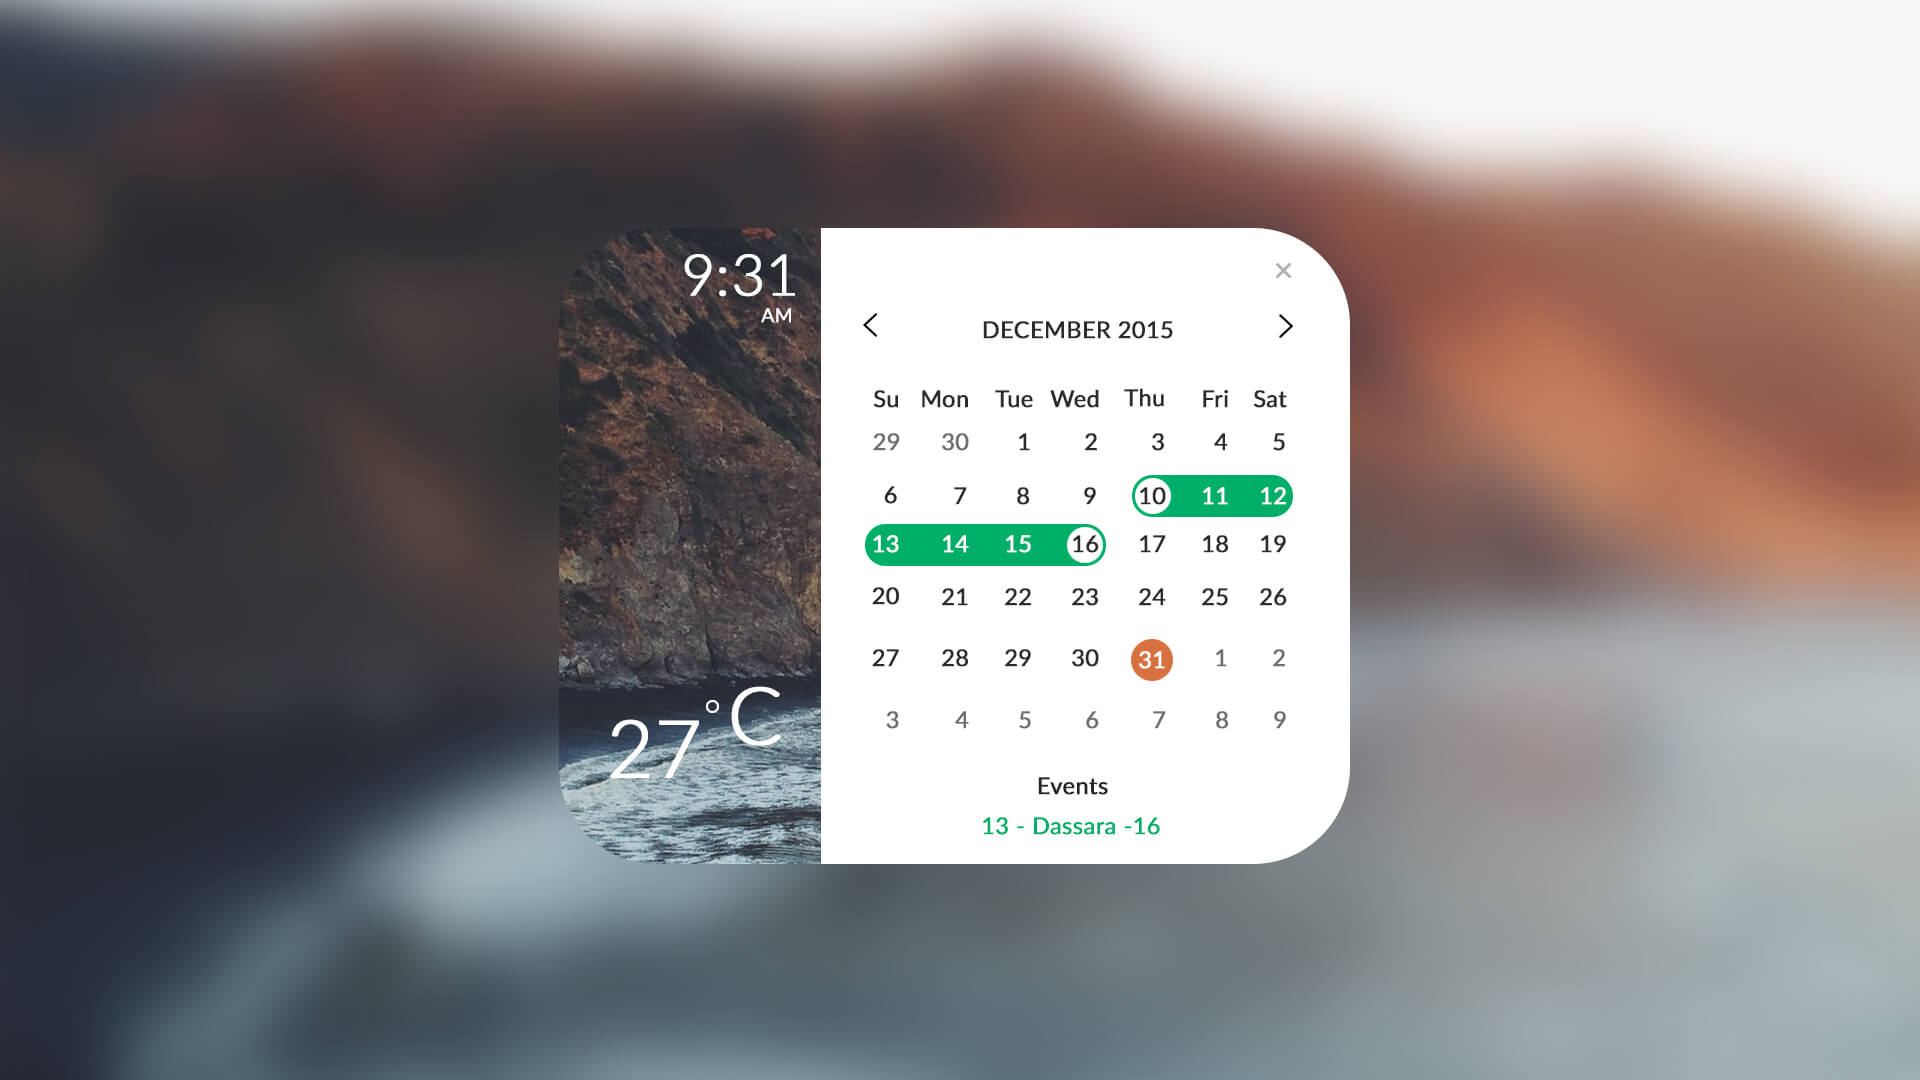 9:31
AM
27°C
×
DECEMBER 2015
Su Mon Tue Wed Thu Fri Sat
29 30 1 2 3 4 5
6 7 8 9 10 11 12
13 14 15 16 17 18 19
20 21 22 23 24 25 26
27 28 29 30 31 1 2
3 4 5 6 7 8 9
Events
13 - Dassara -16